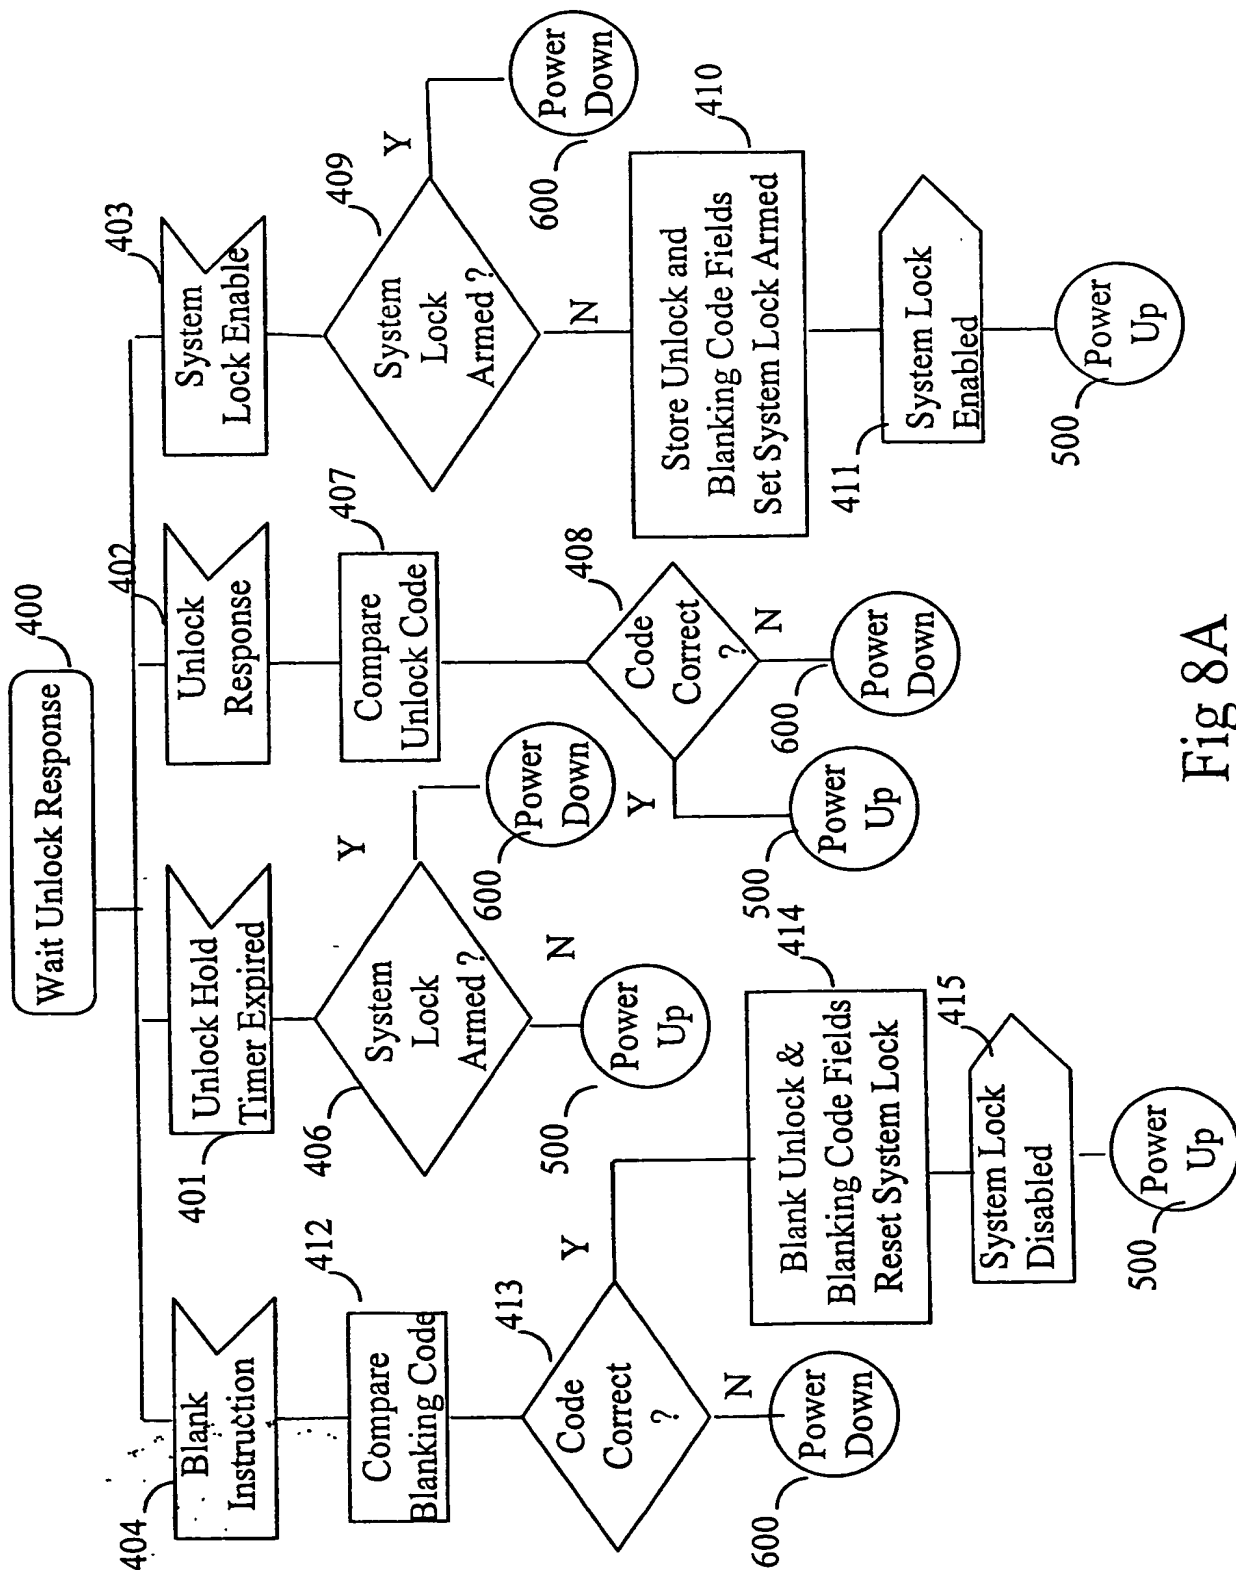 Wait Unlock Response
400
404
Blank
Instruction
412
Compare
Blanking Code
413
Code
Correct
?
Y
N
600
Power
Down
414
Blank Unlock &
Blanking Code Fields
Reset System Lock
415
System Lock
Disabled
500
Power
Up
401
Unlock Hold
Timer Expired
406
System
Lock
Armed ?
Y
600
Power
Down
N
500
Power
Up
402
Unlock
Response
407
Compare
Unlock Code
408
Code
Correct
?
Y
500
Power
Up
N
600
Power
Down
403
System
Lock Enable
409
System
Lock
Armed ?
Y
600
Power
Down
N
410
Store Unlock and
Blanking Code Fields
Set System Lock Armed
411
System Lock
Enabled
500
Power
Up
Fig 8A